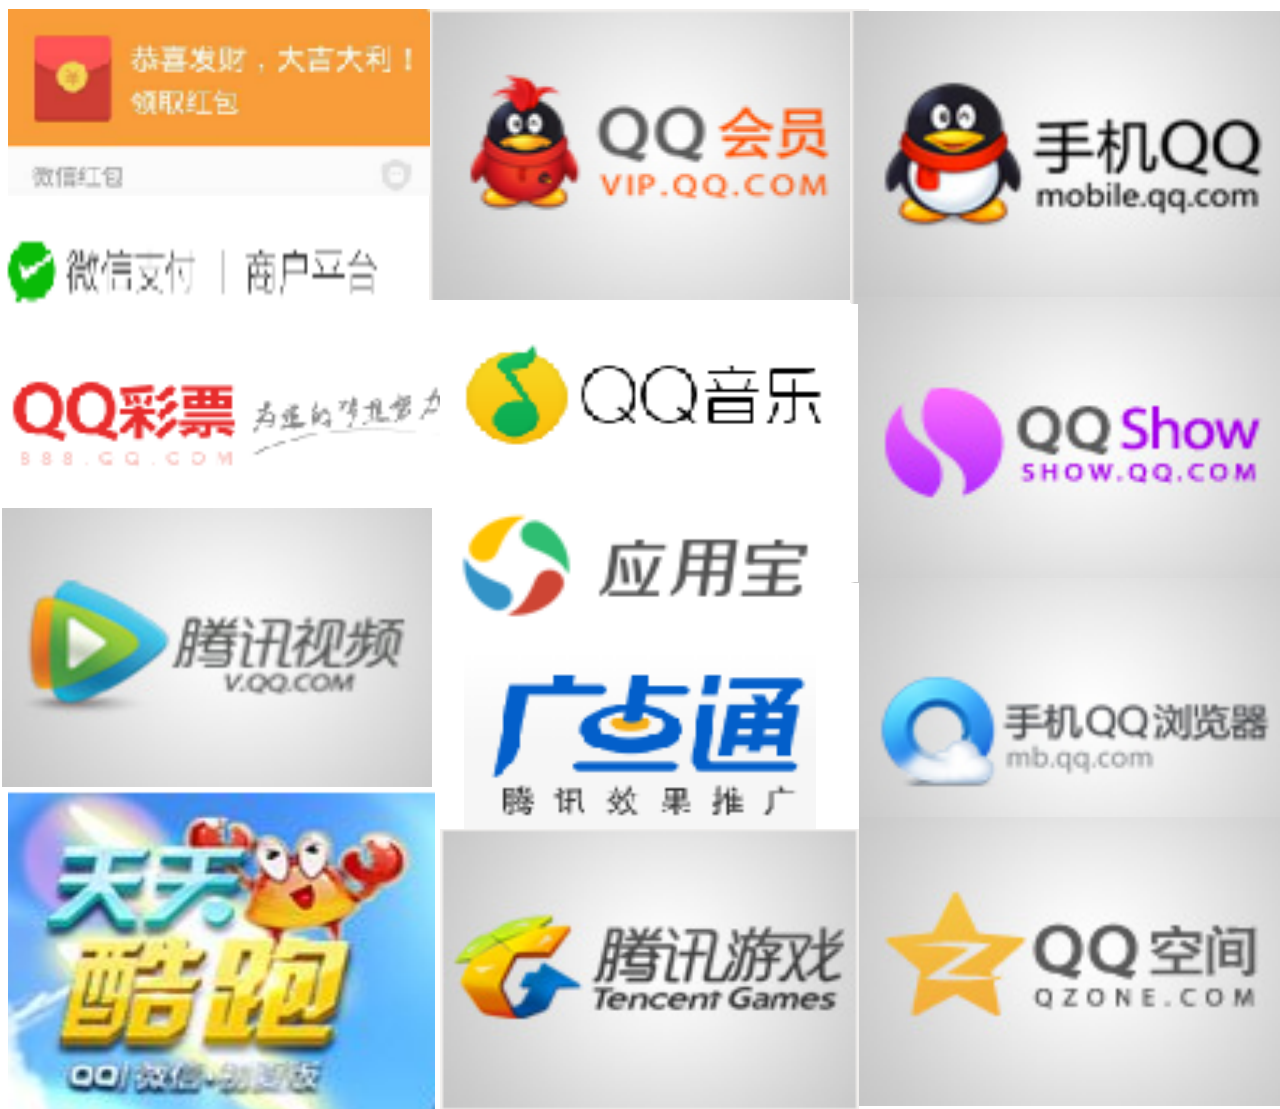 恭喜发财，大吉大利！
领取红包
微信红包
微信支付 | 商户平台
QQ彩票
888.QQ.COM
腾讯视频
V.QQ.COM
天天
酷跑
QQ会员
VIP.QQ.COM
QQ音乐
应用宝
广点通
腾讯效果推广
腾讯游戏
Tencent Games
手机QQ
mobile.qq.com
QQ Show
SHOW.QQ.COM
手机QQ浏览器
mb.qq.com
QQ空间
QZONE.COM